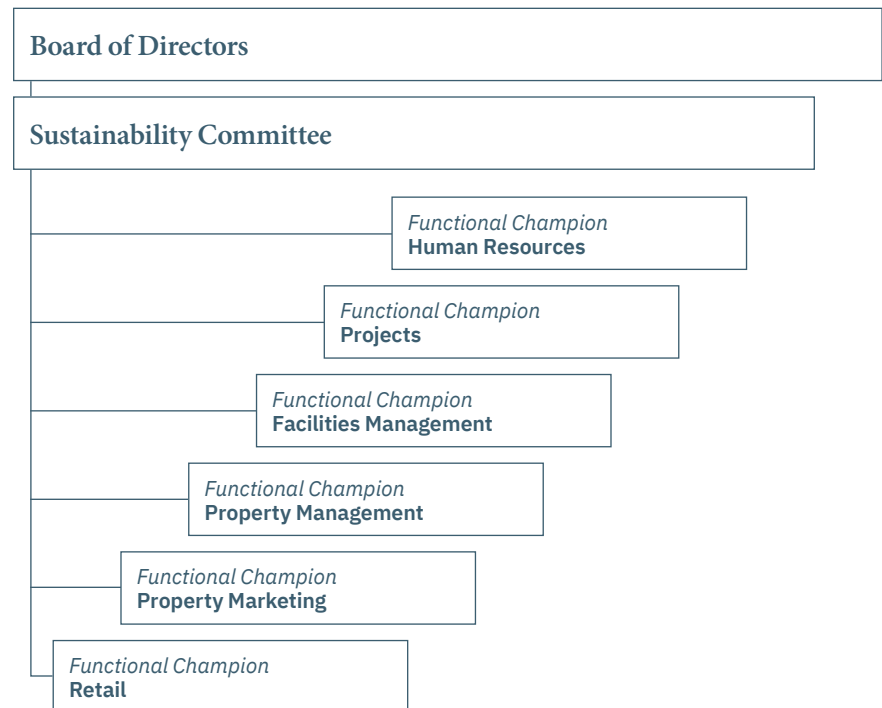 Board of Directors
Sustainability Committee
Functional Champion
Human Resources
Functional Champion
Projects
Functional Champion
Facilities Management
Functional Champion
Property Management
Functional Champion
Property Marketing
Functional Champion
Retail